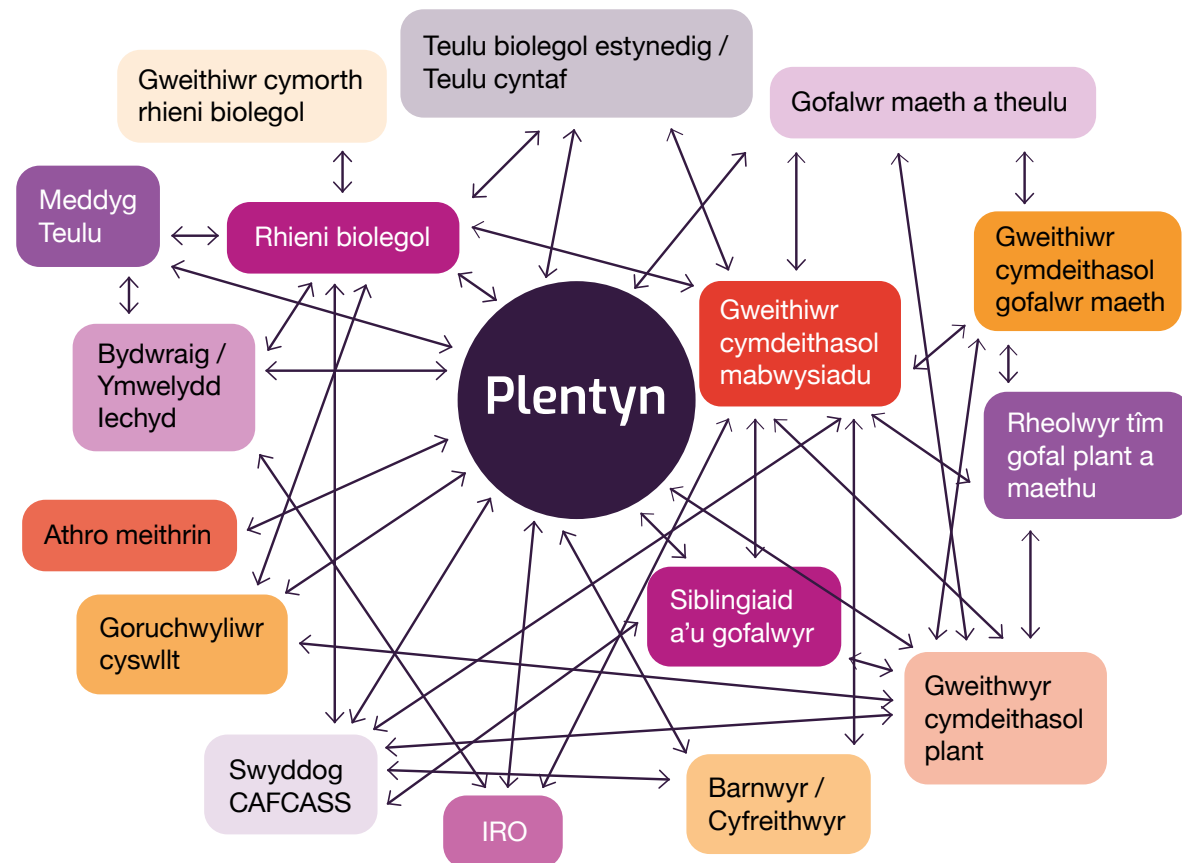 Teulu biolegol estynedig /
Teulu cyntaf
Gweithiwr cymorth
rhieni biolegol
Gofalwr maeth a theulu
Meddyg
Teulu
Rhieni biolegol
Gweithiwr
cymdeithasol
gofalwr maeth
Gweithiwr
cymdeithasol
mabwysiadu
Bydwraig /
Ymwelydd
Iechyd
Plentyn
Rheolwyr tîm
gofal plant a
maethu
Athro meithrin
Siblingiaid
a'u gofalwyr
Goruchwyliwr
cyswllt
Gweithwyr
cymdeithasol
plant
Swyddog
CAFCASS
Barnwyr /
Cyfreithwyr
IRO